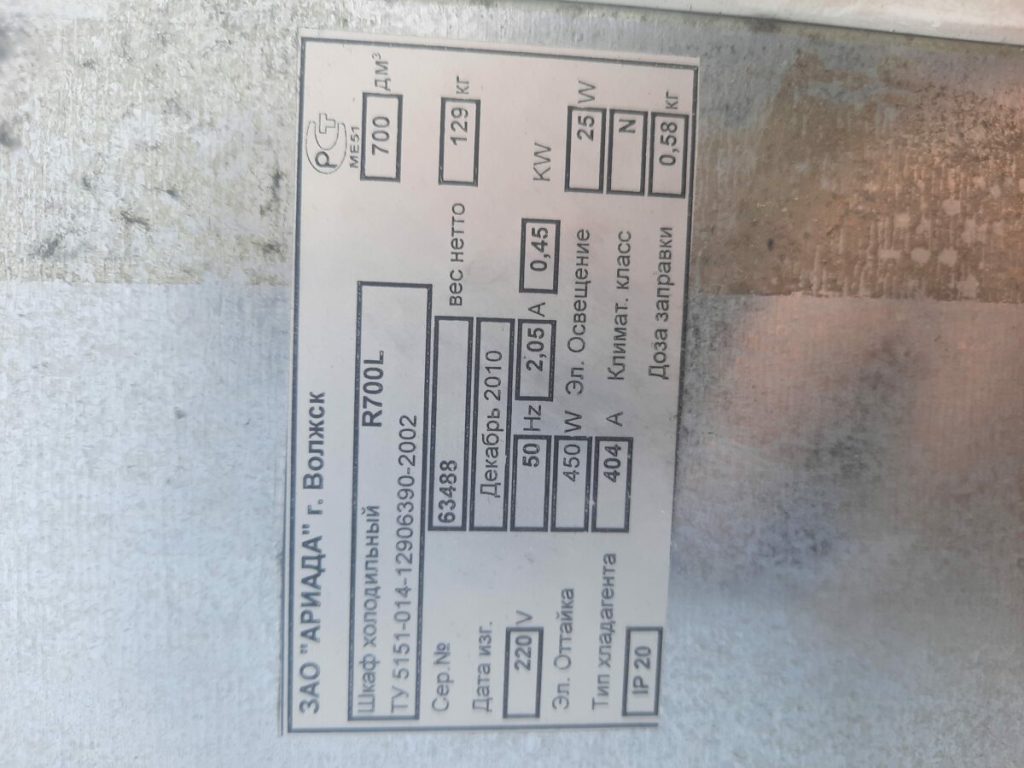 ЗАО "АРИАДА" г. Волжск РСТ МЕ51
Шкаф холодильный R700L 700 дм³
ТУ 5151-014-12906390-2002
Сер.№ 63488 вес нетто 129 кг
Дата изг. Декабрь 2010
220 V 50 Hz 2,05 A 0,45 KW
Эл. Оттайка 450 W Эл. Освещение 25 W
Тип хладагента 404 A Климат. класс N
IP 20 Доза заправки 0,58 кг